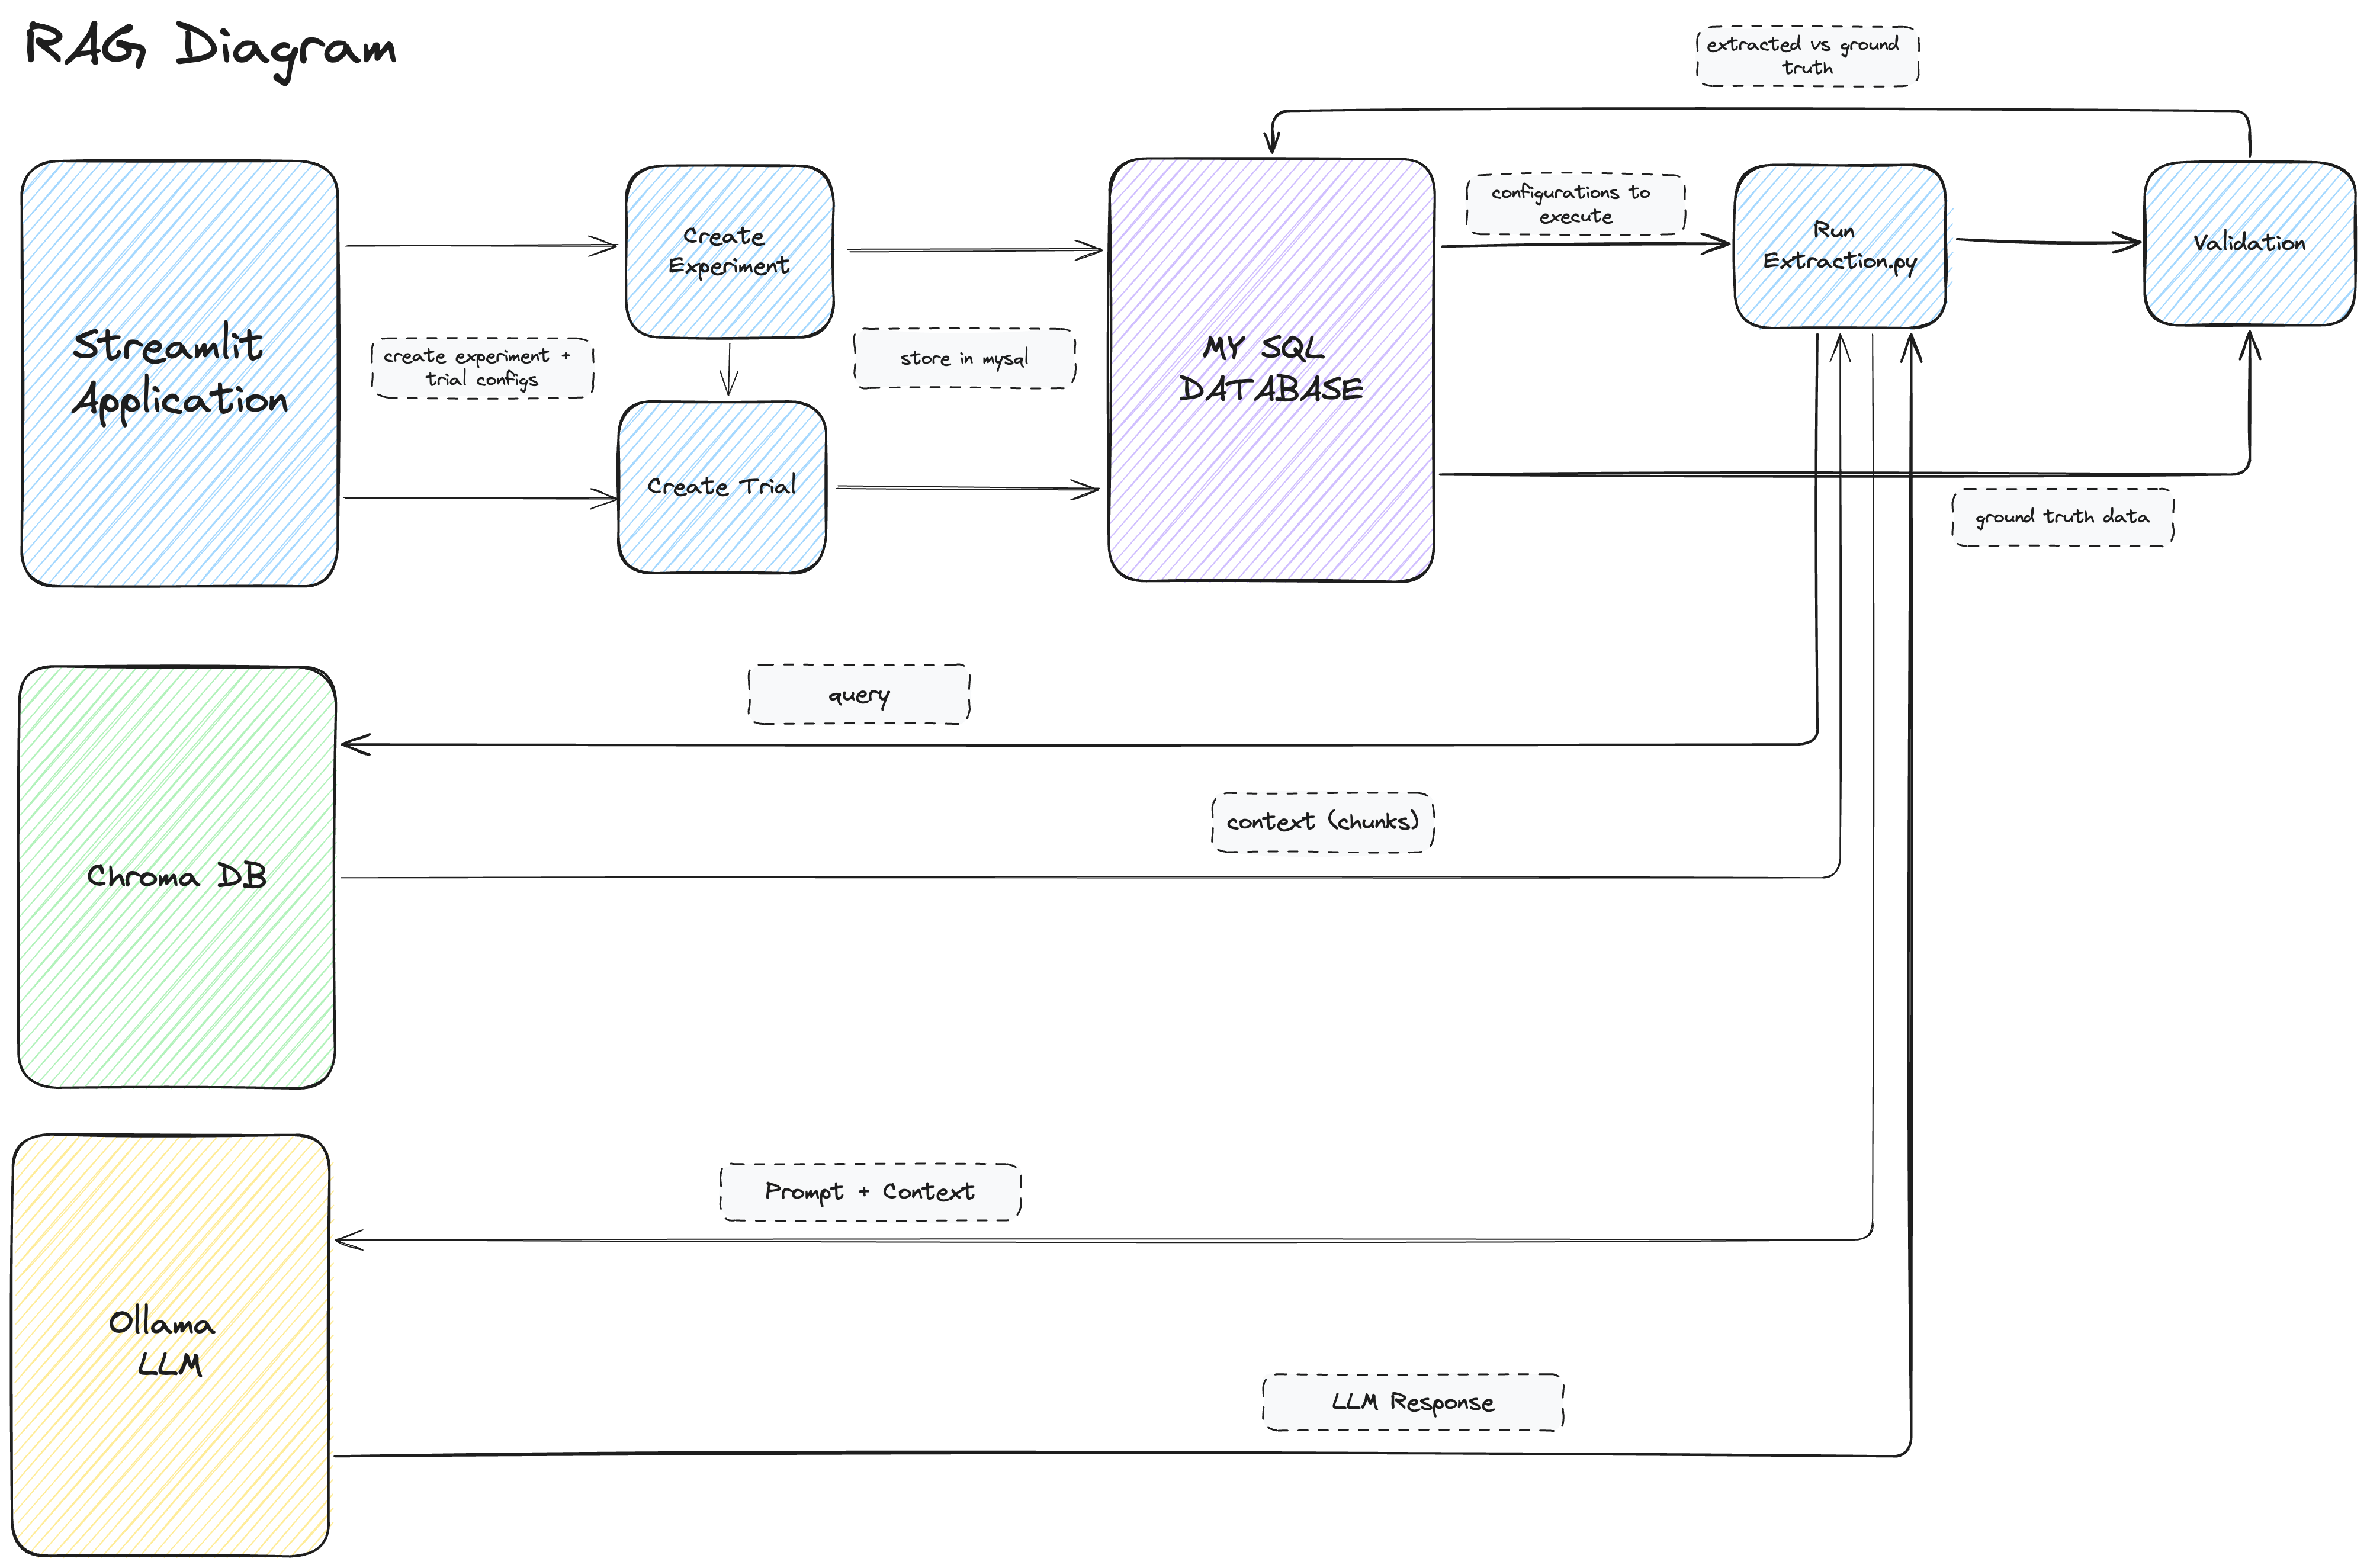 RAG Diagram
extracted vs ground
truth
Streamlit
Application
create experiment +
trial configs
Create
Experiment
Create Trial
store in mysql
MY SQL
DATABASE
configurations to
execute
Run
Extraction.py
Validation
ground truth data
query
context (chunks)
Chroma DB
Prompt + Context
Ollama
LLM
LLM Response